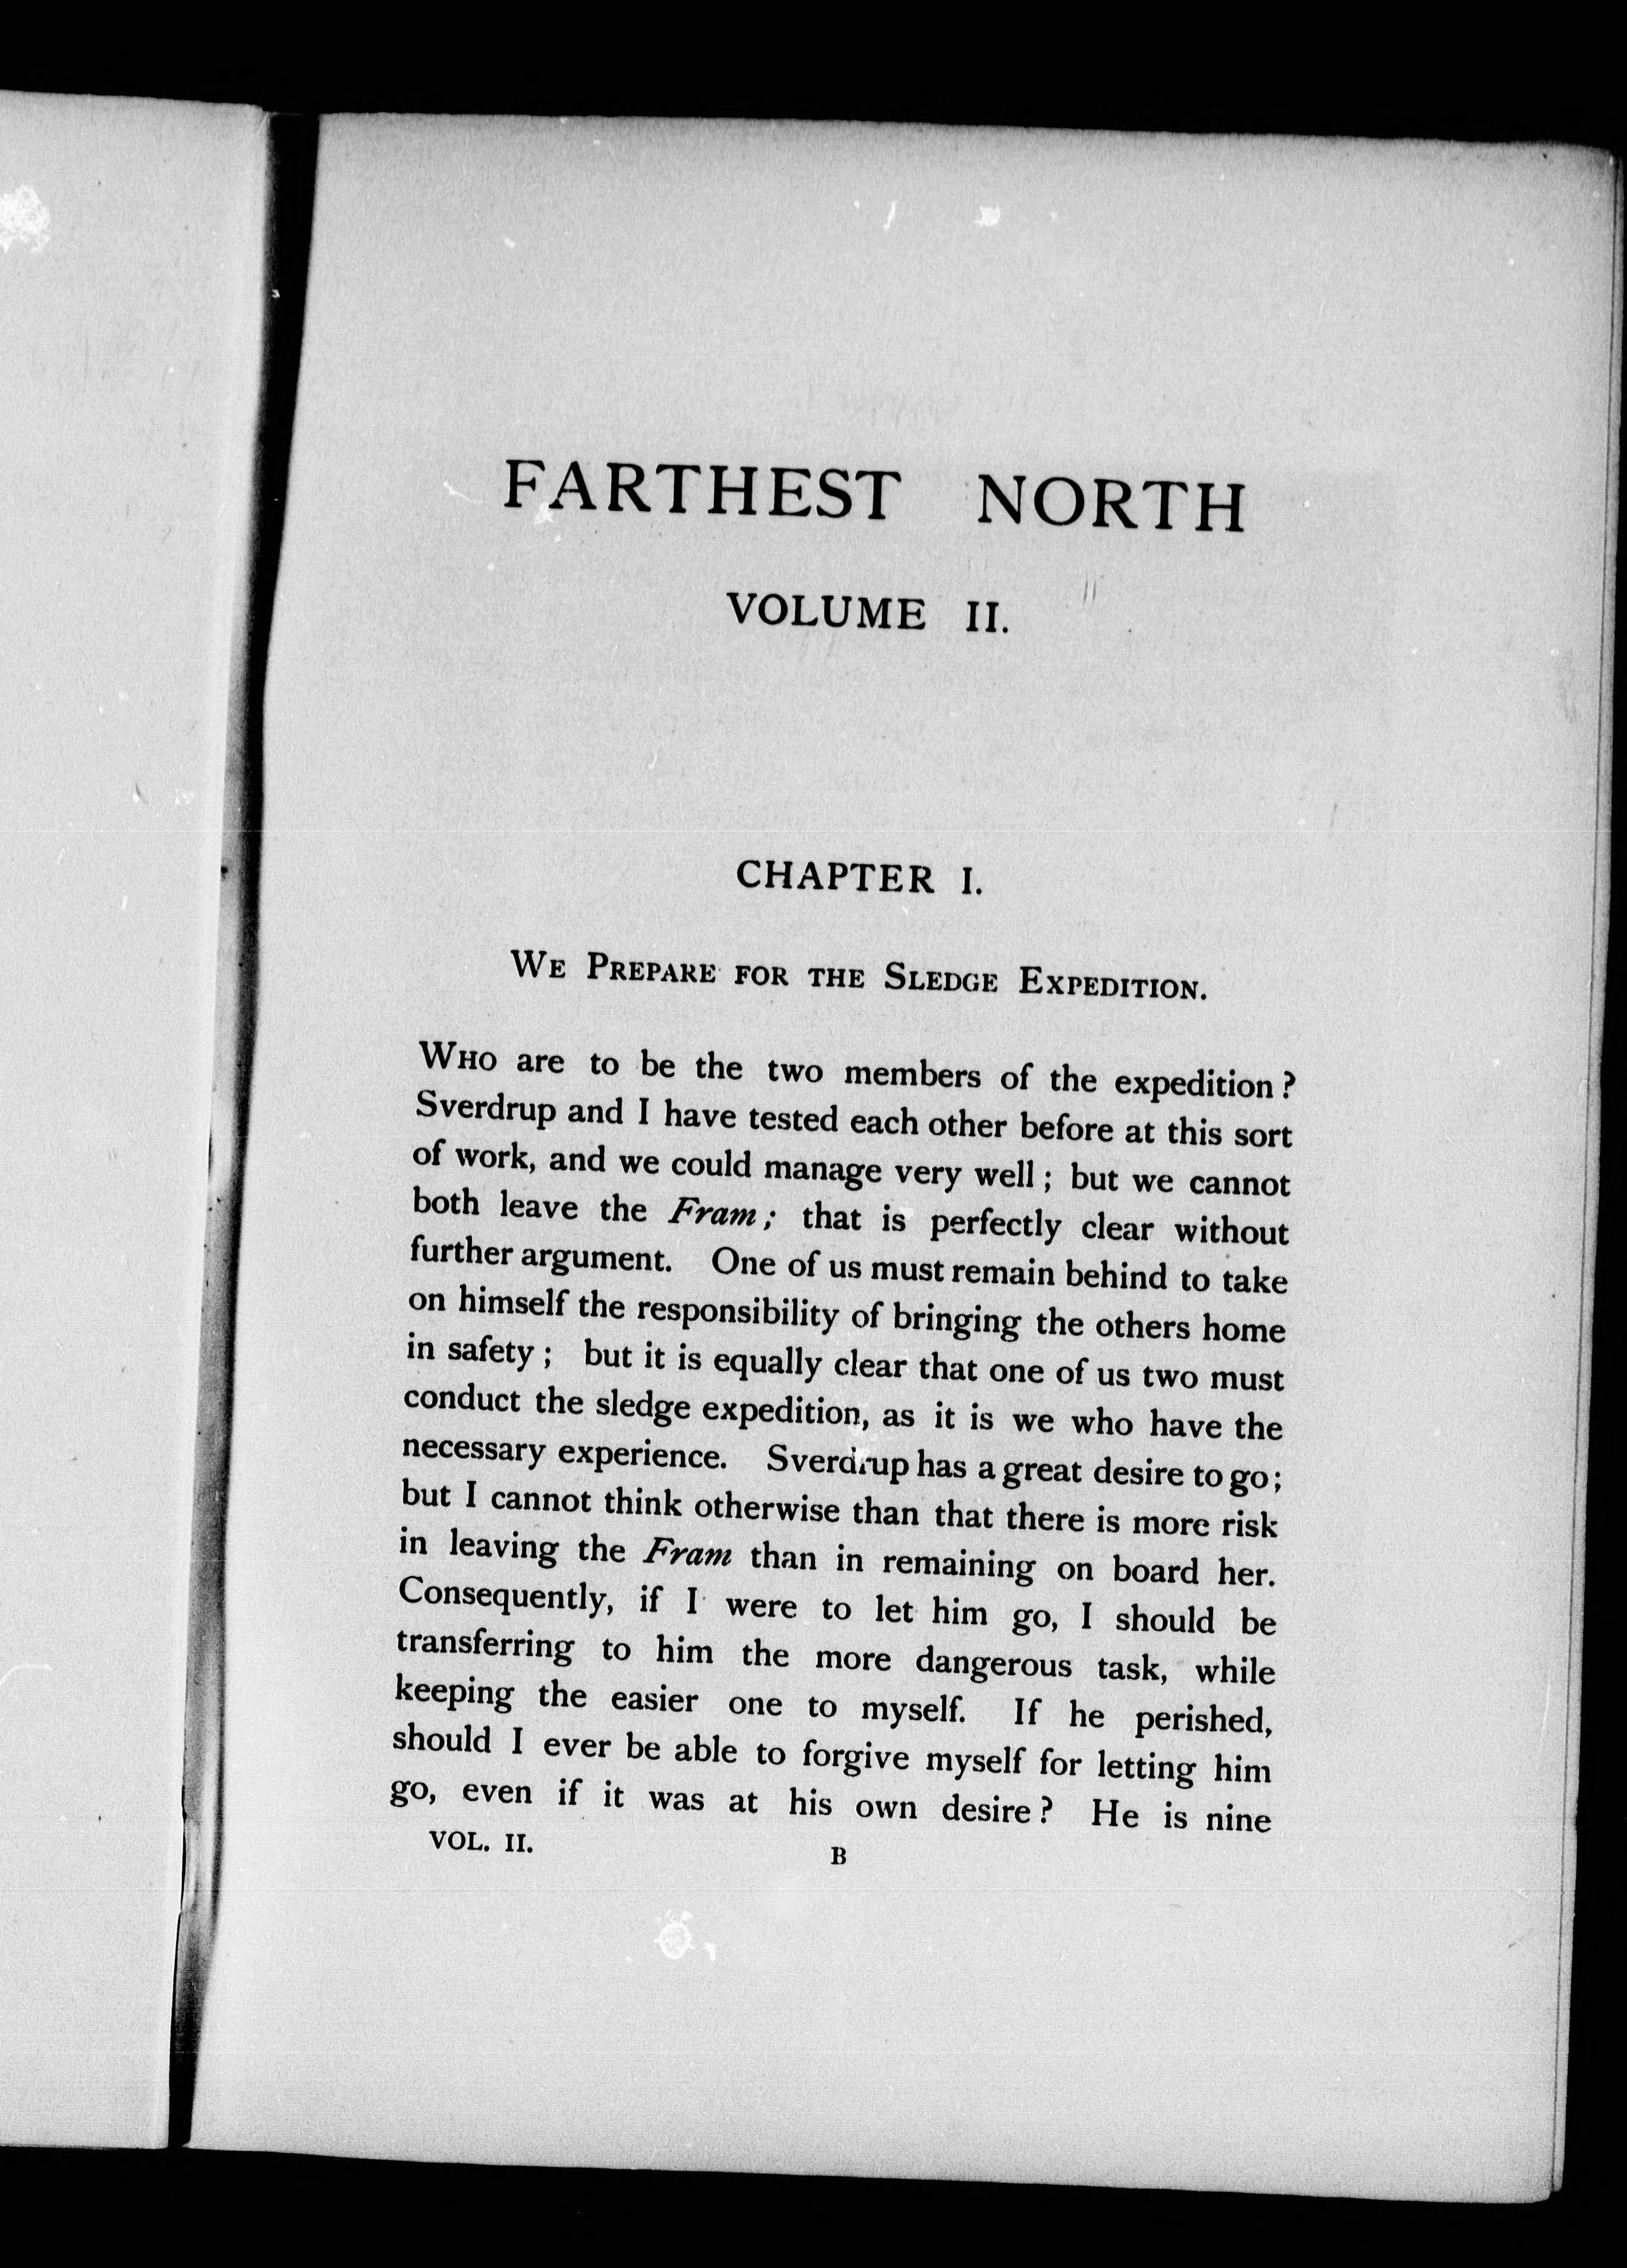 FARTHEST NORTH
VOLUME II.
CHAPTER I.
WE PREPARE FOR THE SLEDGE EXPEDITION.
WHO are to be the two members of the expedition?
Sverdrup and I have tested each other before at this sort
of work, and we could manage very well; but we cannot
both leave the Fram; that is perfectly clear without
further argument. One of us must remain behind to take
on himself the responsibility of bringing the others home
in safety; but it is equally clear that one of us two must
conduct the sledge expedition, as it is we who have the
necessary experience. Sverdrup has a great desire to go;
but I cannot think otherwise than that there is more risk
in leaving the Fram than in remaining on board her.
Consequently, if I were to let him go, I should be
transferring to him the more dangerous task, while
keeping the easier one to myself. If he perished,
should I ever be able to forgive myself for letting him
go, even if it was at his own desire? He is nine
VOL. II. B